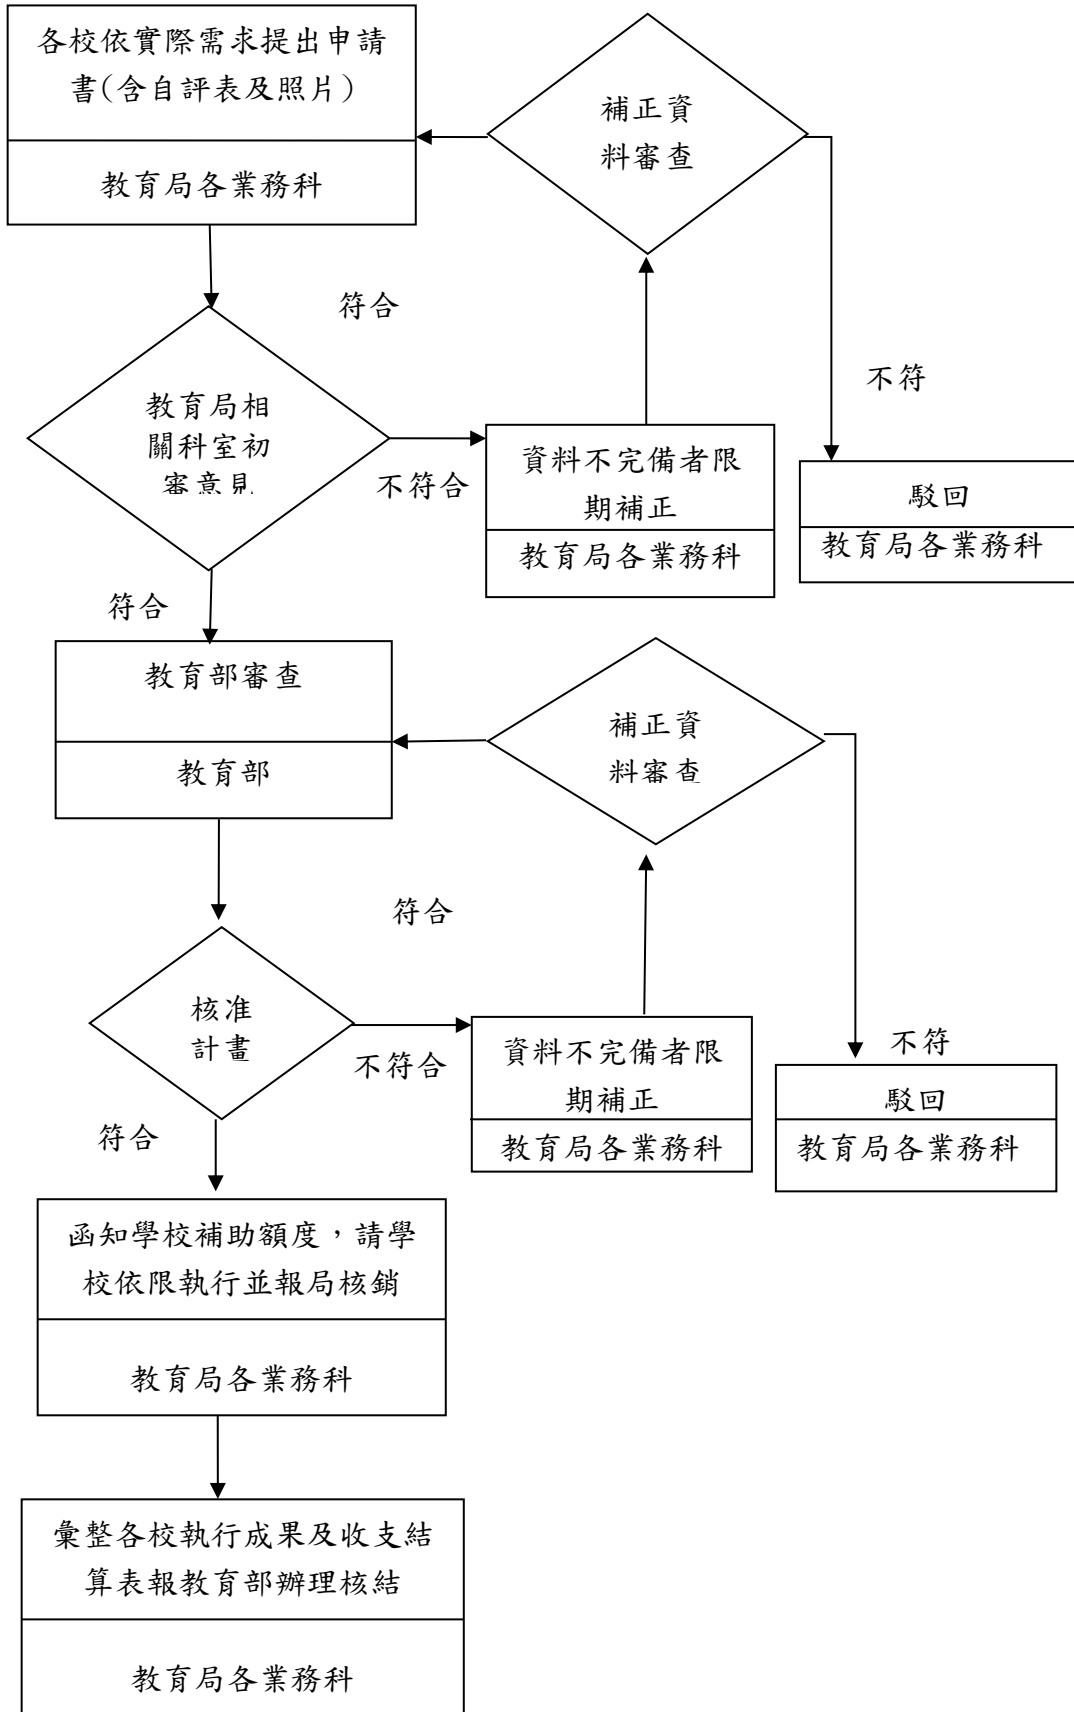 各校依實際需求提出申請
書(含自評表及照片)
教育局各業務科
補正資
料審查
符合
不符
教育局相
關科室初
審意見
不符合
資料不完備者限
期補正
教育局各業務科
駁回
教育局各業務科
符合
教育部審查
教育部
補正資
料審查
符合
核准
計畫
不符合
資料不完備者限
期補正
教育局各業務科
不符
駁回
教育局各業務科
符合
函知學校補助額度，請學
校依限執行並報局核銷
教育局各業務科
彙整各校執行成果及收支結
算表報教育部辦理核結
教育局各業務科